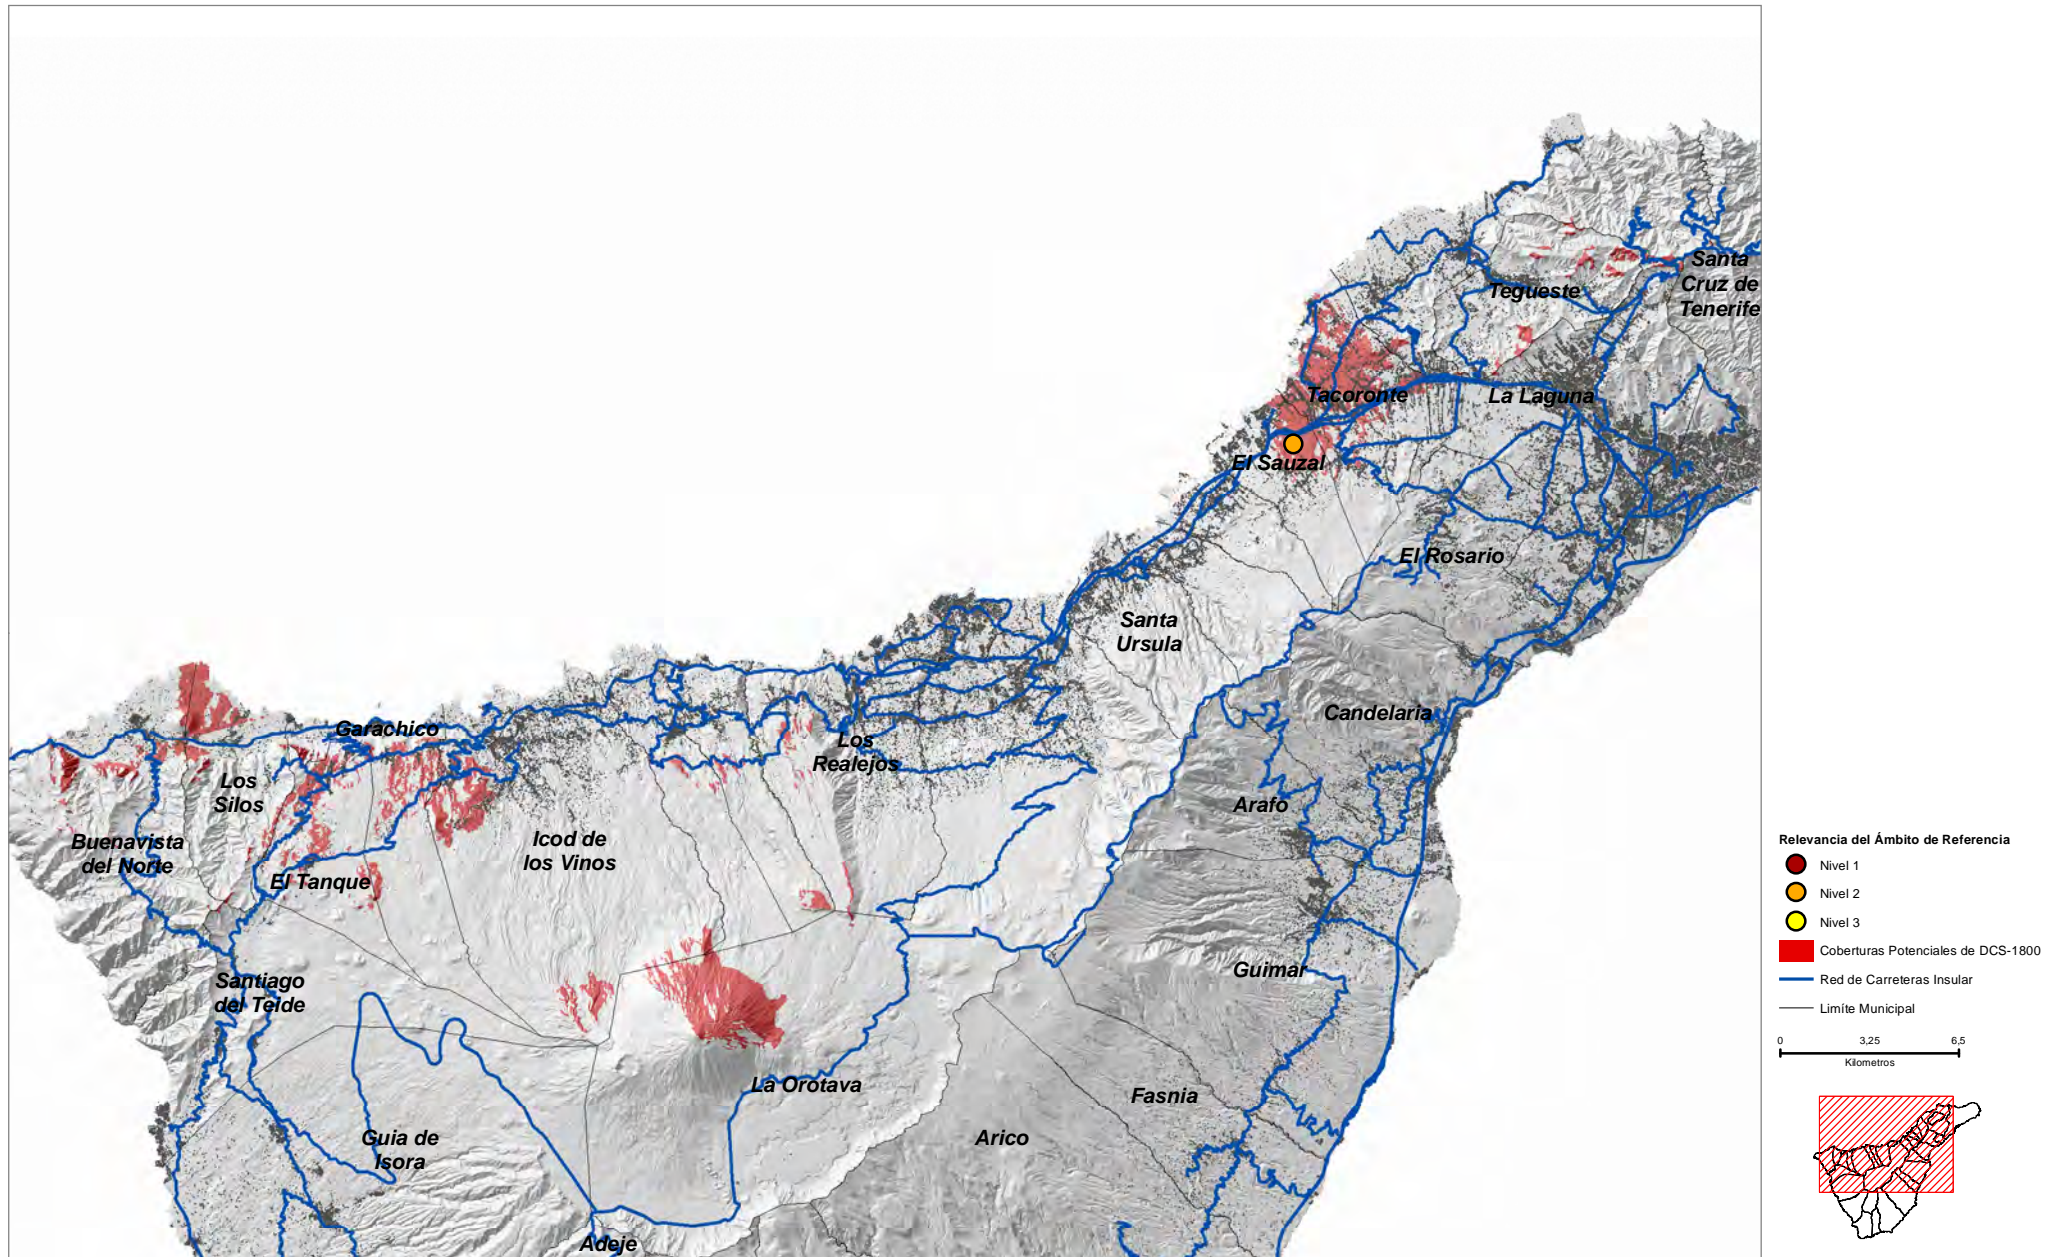 Santa
Cruz de
Tenerife
Tegueste
Tacoronte
La Laguna
El Sauzal
El Rosario
Santa
Ursula
Candelaria
Garachico
Los
Realejos
Los
Silos
Arafo
Buenavista
del Norte
Icod de
los Vinos
El Tanque
Guimar
Santiago
del Teide
La Orotava
Fasnia
Guia de
Isora
Arico
Adeje
Relevancia del Ámbito de Referencia
Nivel 1
Nivel 2
Nivel 3
Coberturas Potenciales de DCS-1800
Red de Carreteras Insular
Limíte Municipal
0 3,25 6,5
Kilometros